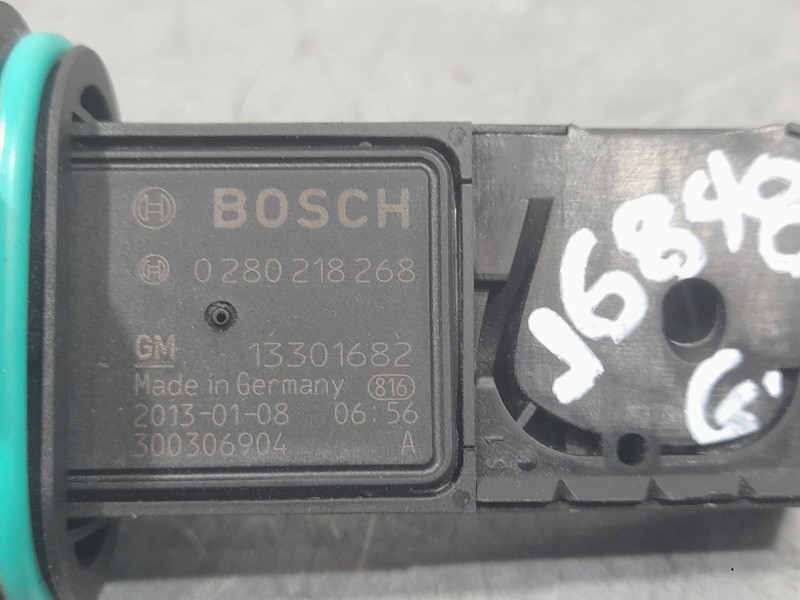 BOSCH
0 280 218 268
GM 13301682
Made in Germany 816
2013-01-08 06:56
300306904 A
G.